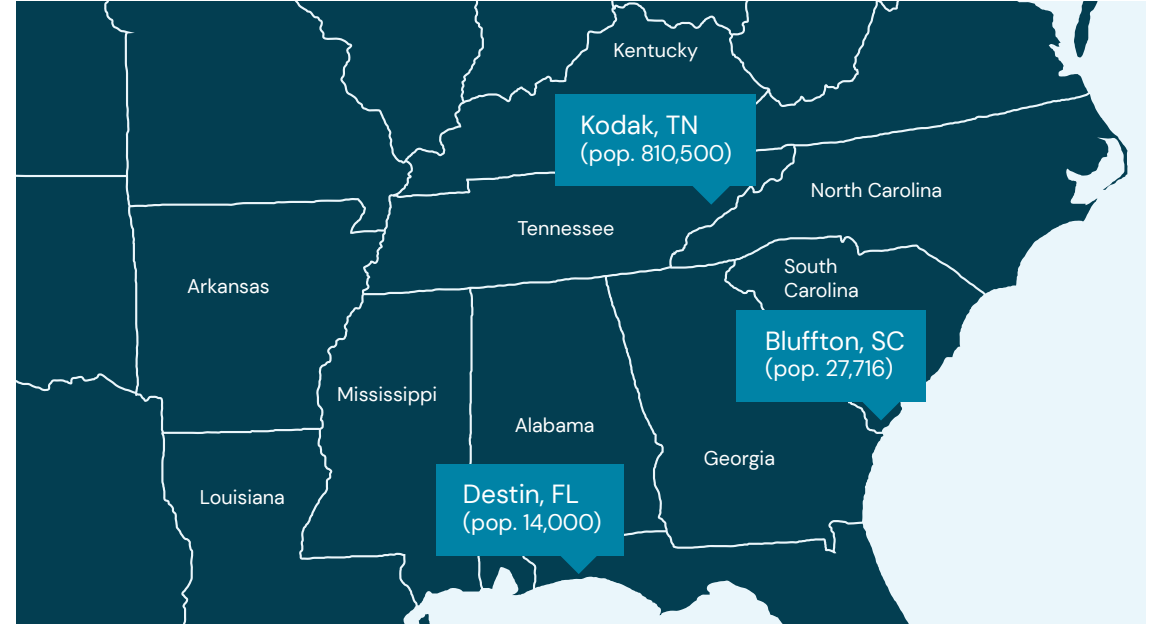 Kentucky
Kodak, TN
(pop. 810,500)
North Carolina
Tennessee
South
Carolina
Arkansas
Bluffton, SC
(pop. 27,716)
Mississippi
Alabama
Georgia
Destin, FL
(pop. 14,000)
Louisiana